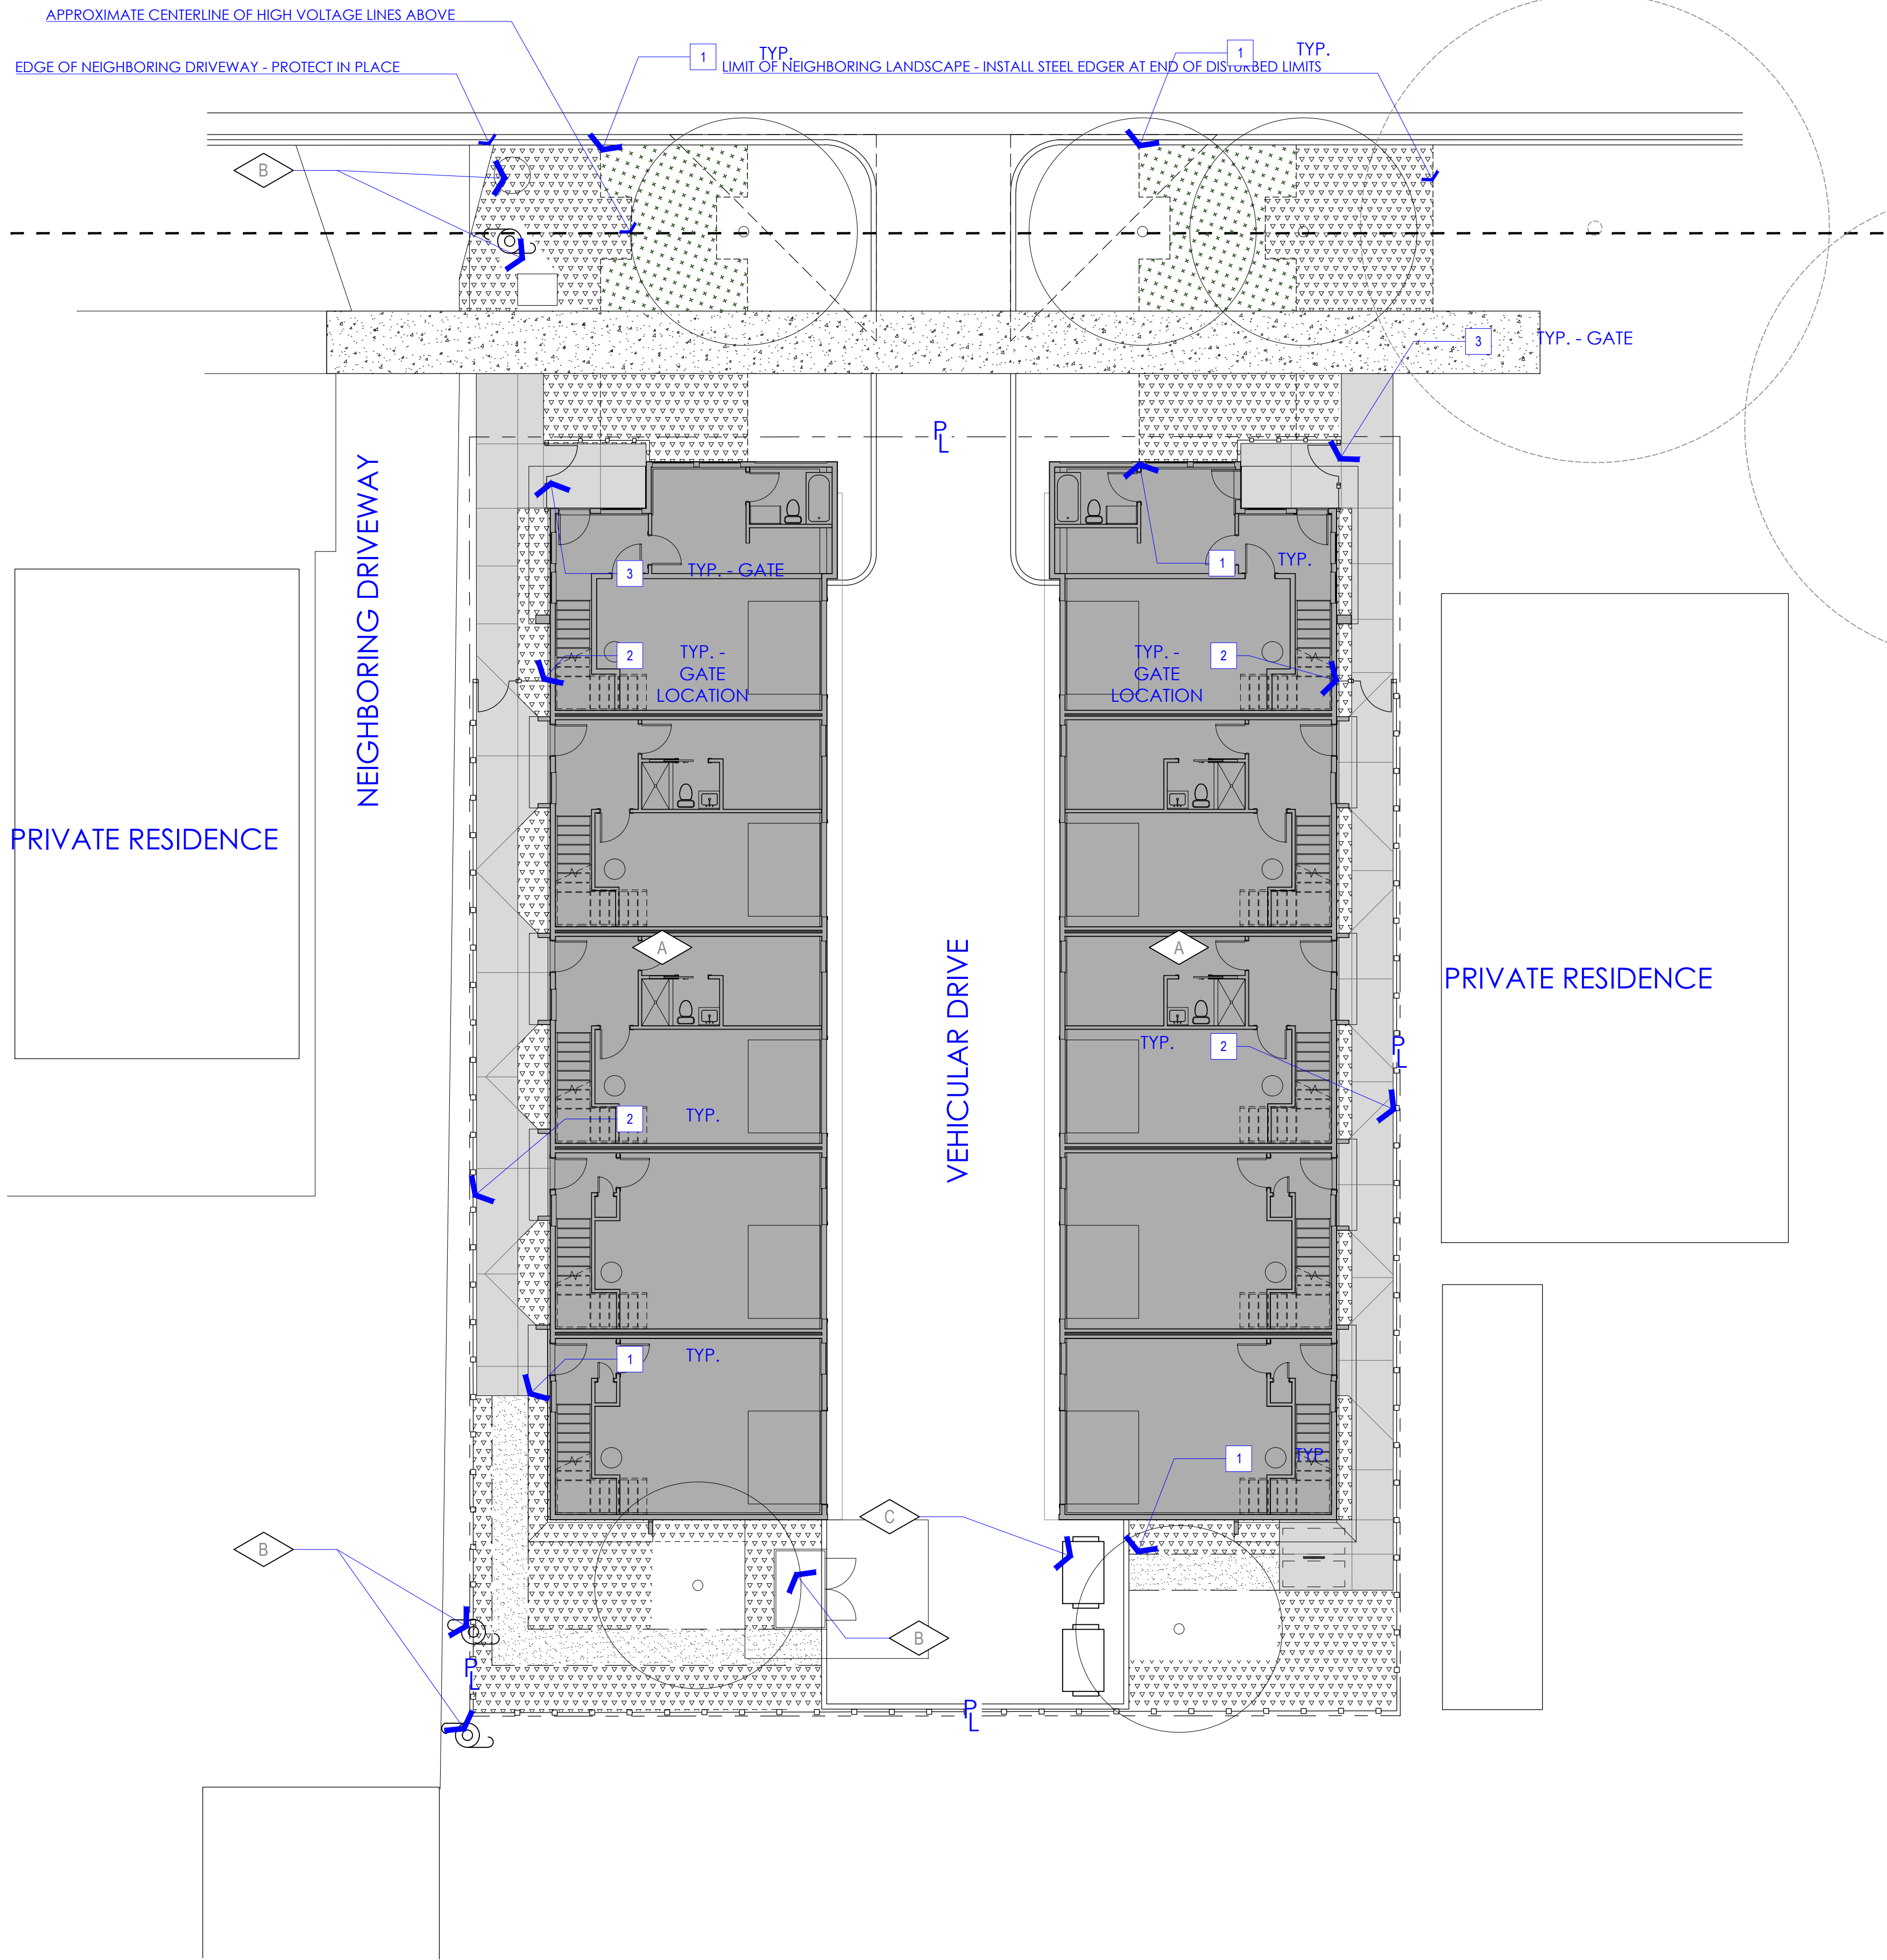 APPROXIMATE CENTERLINE OF HIGH VOLTAGE LINES ABOVE
1
TYP.
1
TYP.
EDGE OF NEIGHBORING DRIVEWAY - PROTECT IN PLACE
LIMIT OF NEIGHBORING LANDSCAPE - INSTALL STEEL EDGER AT END OF DISTURBED LIMITS
B
3
TYP. - GATE
PL
NEIGHBORING DRIVEWAY
3
TYP. - GATE
1
TYP.
2
TYP. -
GATE
LOCATION
TYP. -
GATE
LOCATION
2
PRIVATE RESIDENCE
A
A
PRIVATE RESIDENCE
VEHICULAR DRIVE
TYP.
2
PL
2
TYP.
1
TYP.
1
TYP.
C
B
B
PL
PL